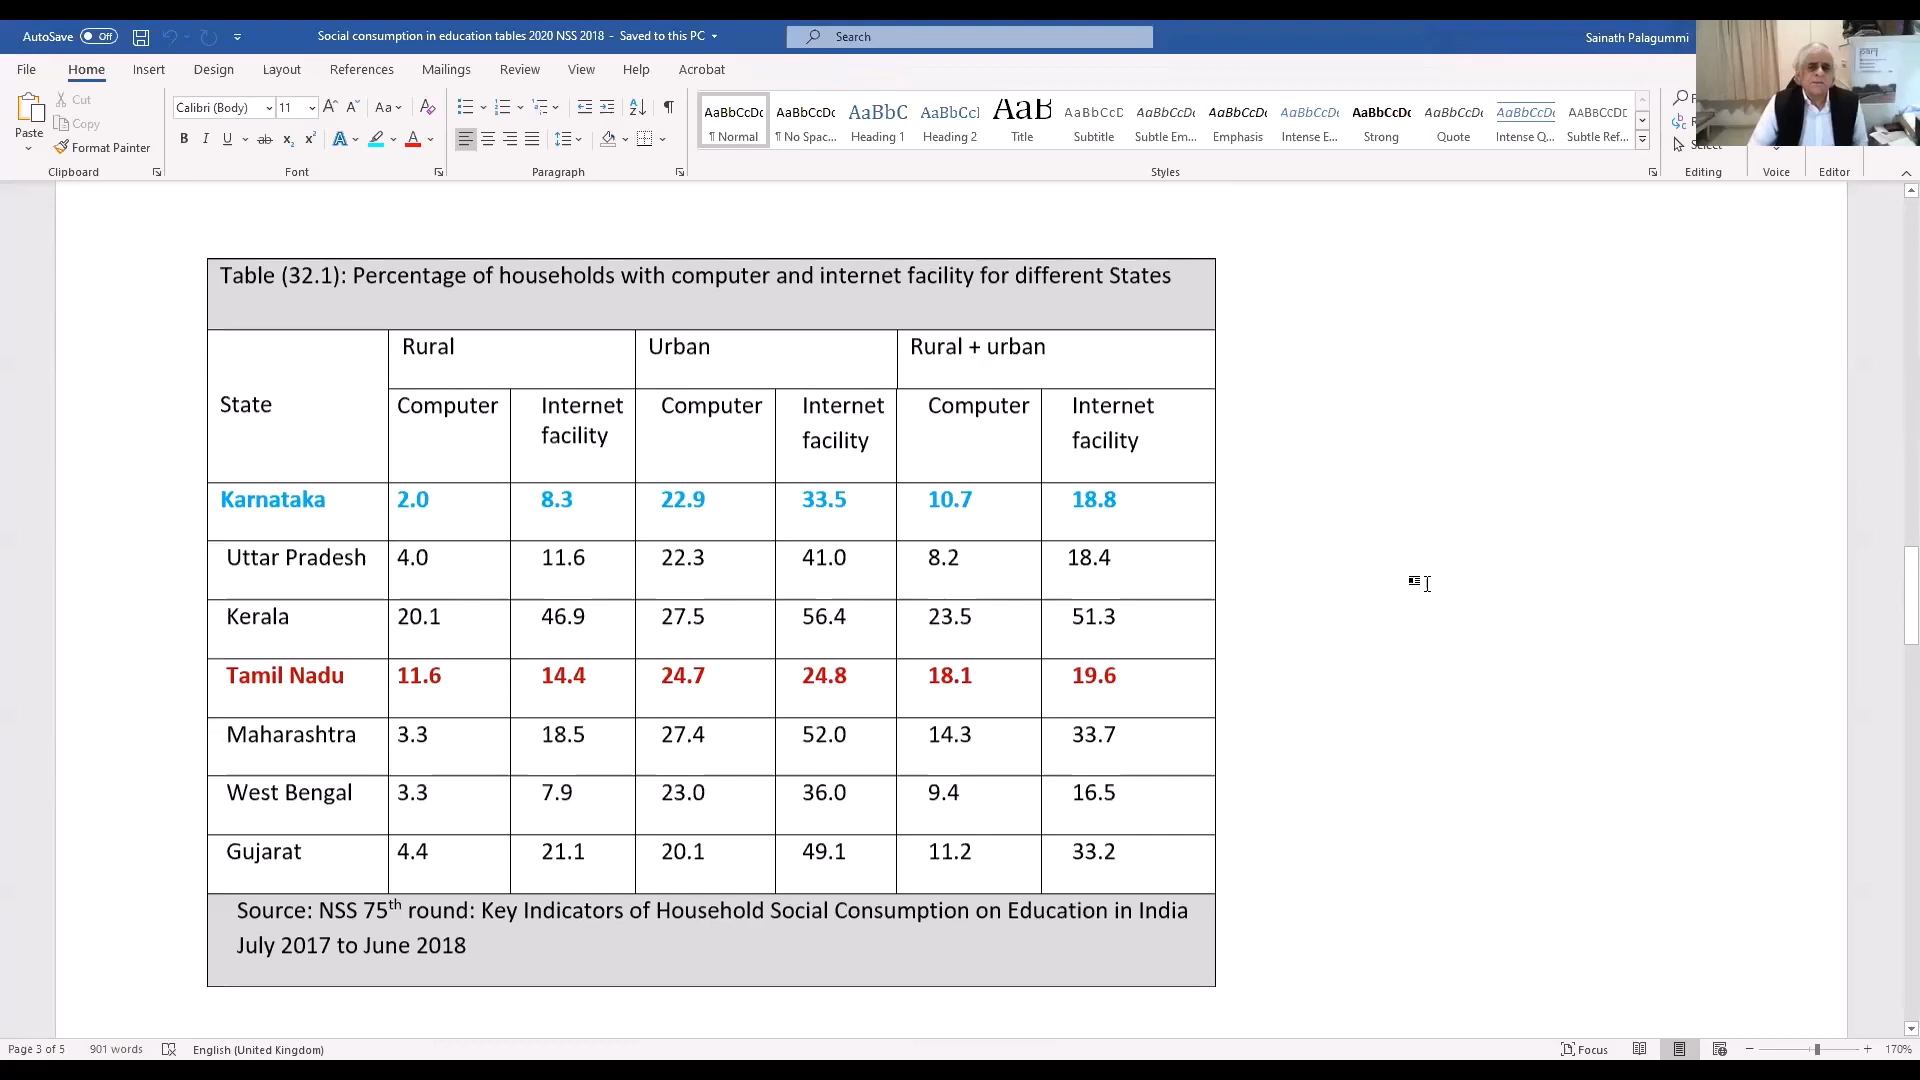 AutoSave Off Social consumption in education tables 2020 NSS 2018 - Saved to this PC Search Sainath Palagummi
File Home Insert Design Layout References Mailings Review View Help Acrobat
Paste Cut Copy Format Painter
Calibri (Body) 11
AaBbCcDc AaBbCcDc AaBbC AaBbCcI AaB AaBbCcD AaBbCcDc AaBbCcDc AaBbCcDc AaBbCcDc AaBbCcDc AaBbCcDc AaBbCcDc
¶ Normal ¶ No Spac... Heading 1 Heading 2 Title Subtitle Subtle Em... Emphasis Intense E... Strong Quote Intense Q... Subtle Ref...
Select
Clipboard Font Paragraph Styles Editing Voice Editor
Table (32.1): Percentage of households with computer and internet facility for different States
Rural Urban Rural + urban
State Computer Internet facility Computer Internet facility Computer Internet facility
Karnataka 2.0 8.3 22.9 33.5 10.7 18.8
Uttar Pradesh 4.0 11.6 22.3 41.0 8.2 18.4
Kerala 20.1 46.9 27.5 56.4 23.5 51.3
Tamil Nadu 11.6 14.4 24.7 24.8 18.1 19.6
Maharashtra 3.3 18.5 27.4 52.0 14.3 33.7
West Bengal 3.3 7.9 23.0 36.0 9.4 16.5
Gujarat 4.4 21.1 20.1 49.1 11.2 33.2
Source: NSS 75th round: Key Indicators of Household Social Consumption on Education in India
July 2017 to June 2018
Page 3 of 5 901 words English (United Kingdom) Focus 170%